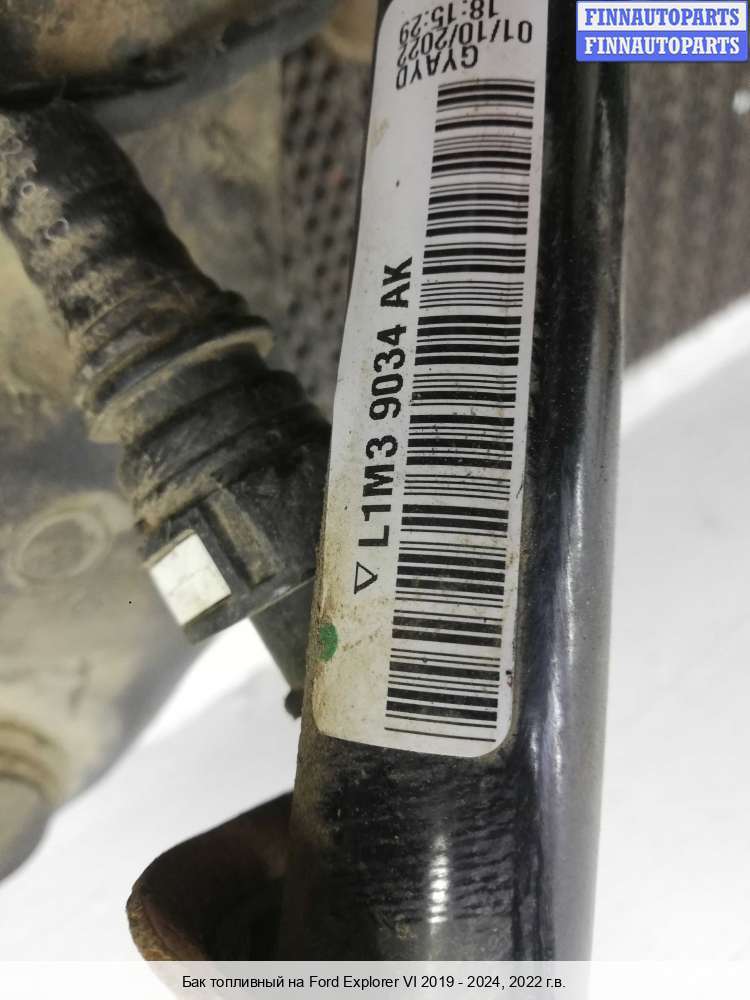 FINNAUTOPARTS
FINNAUTOPARTS
18:15:29
01/10/2022
GYAYD
L1M3 9034 AK
Бак топливный на Ford Explorer VI 2019 - 2024, 2022 г.в.